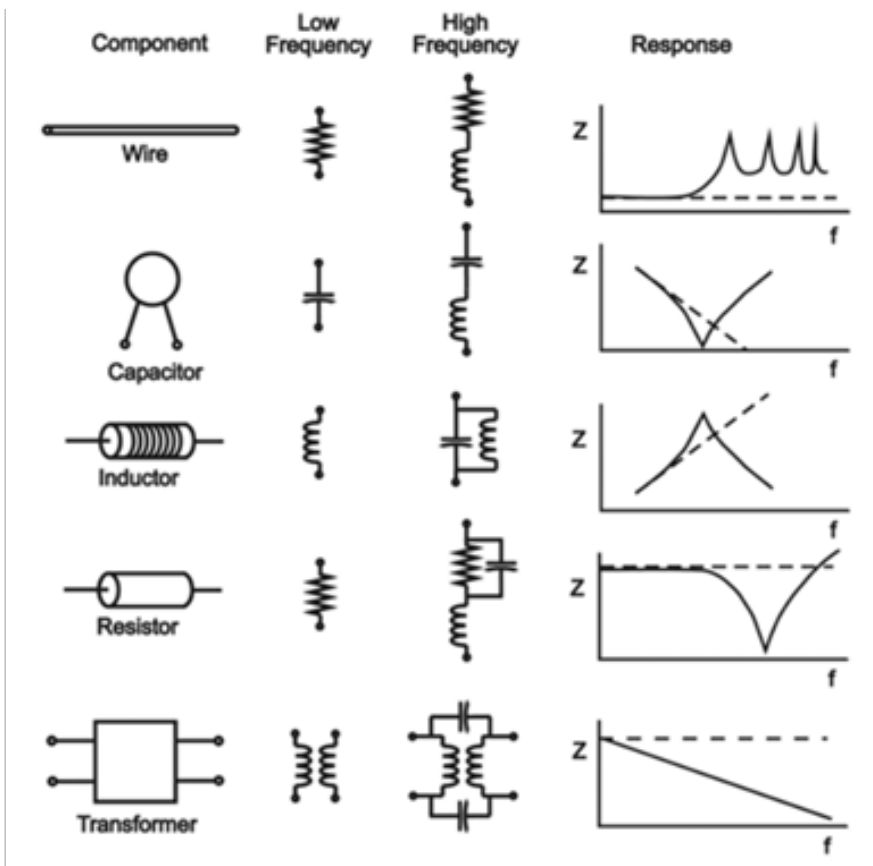 Component
Low
Frequency
High
Frequency
Response
Wire
Z
f
Capacitor
Z
f
Inductor
Z
f
Resistor
Z
f
Transformer
Z
f